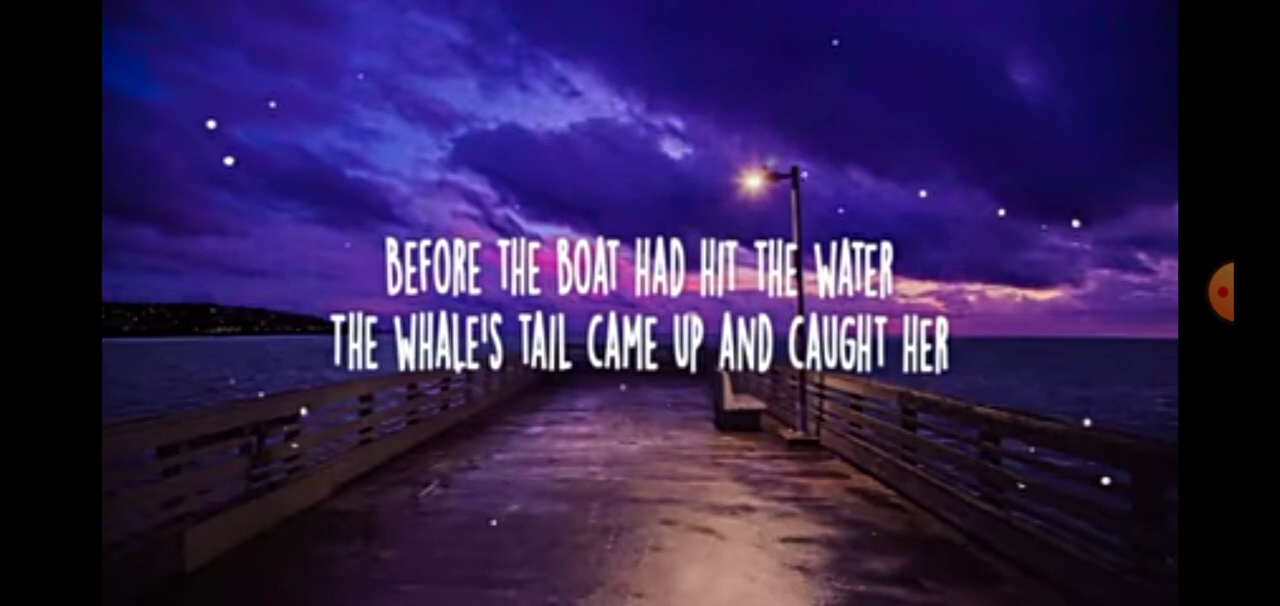 BEFORE THE BOAT HAD HIT THE WATER
THE WHALE'S TAIL CAME UP AND CAUGHT HER